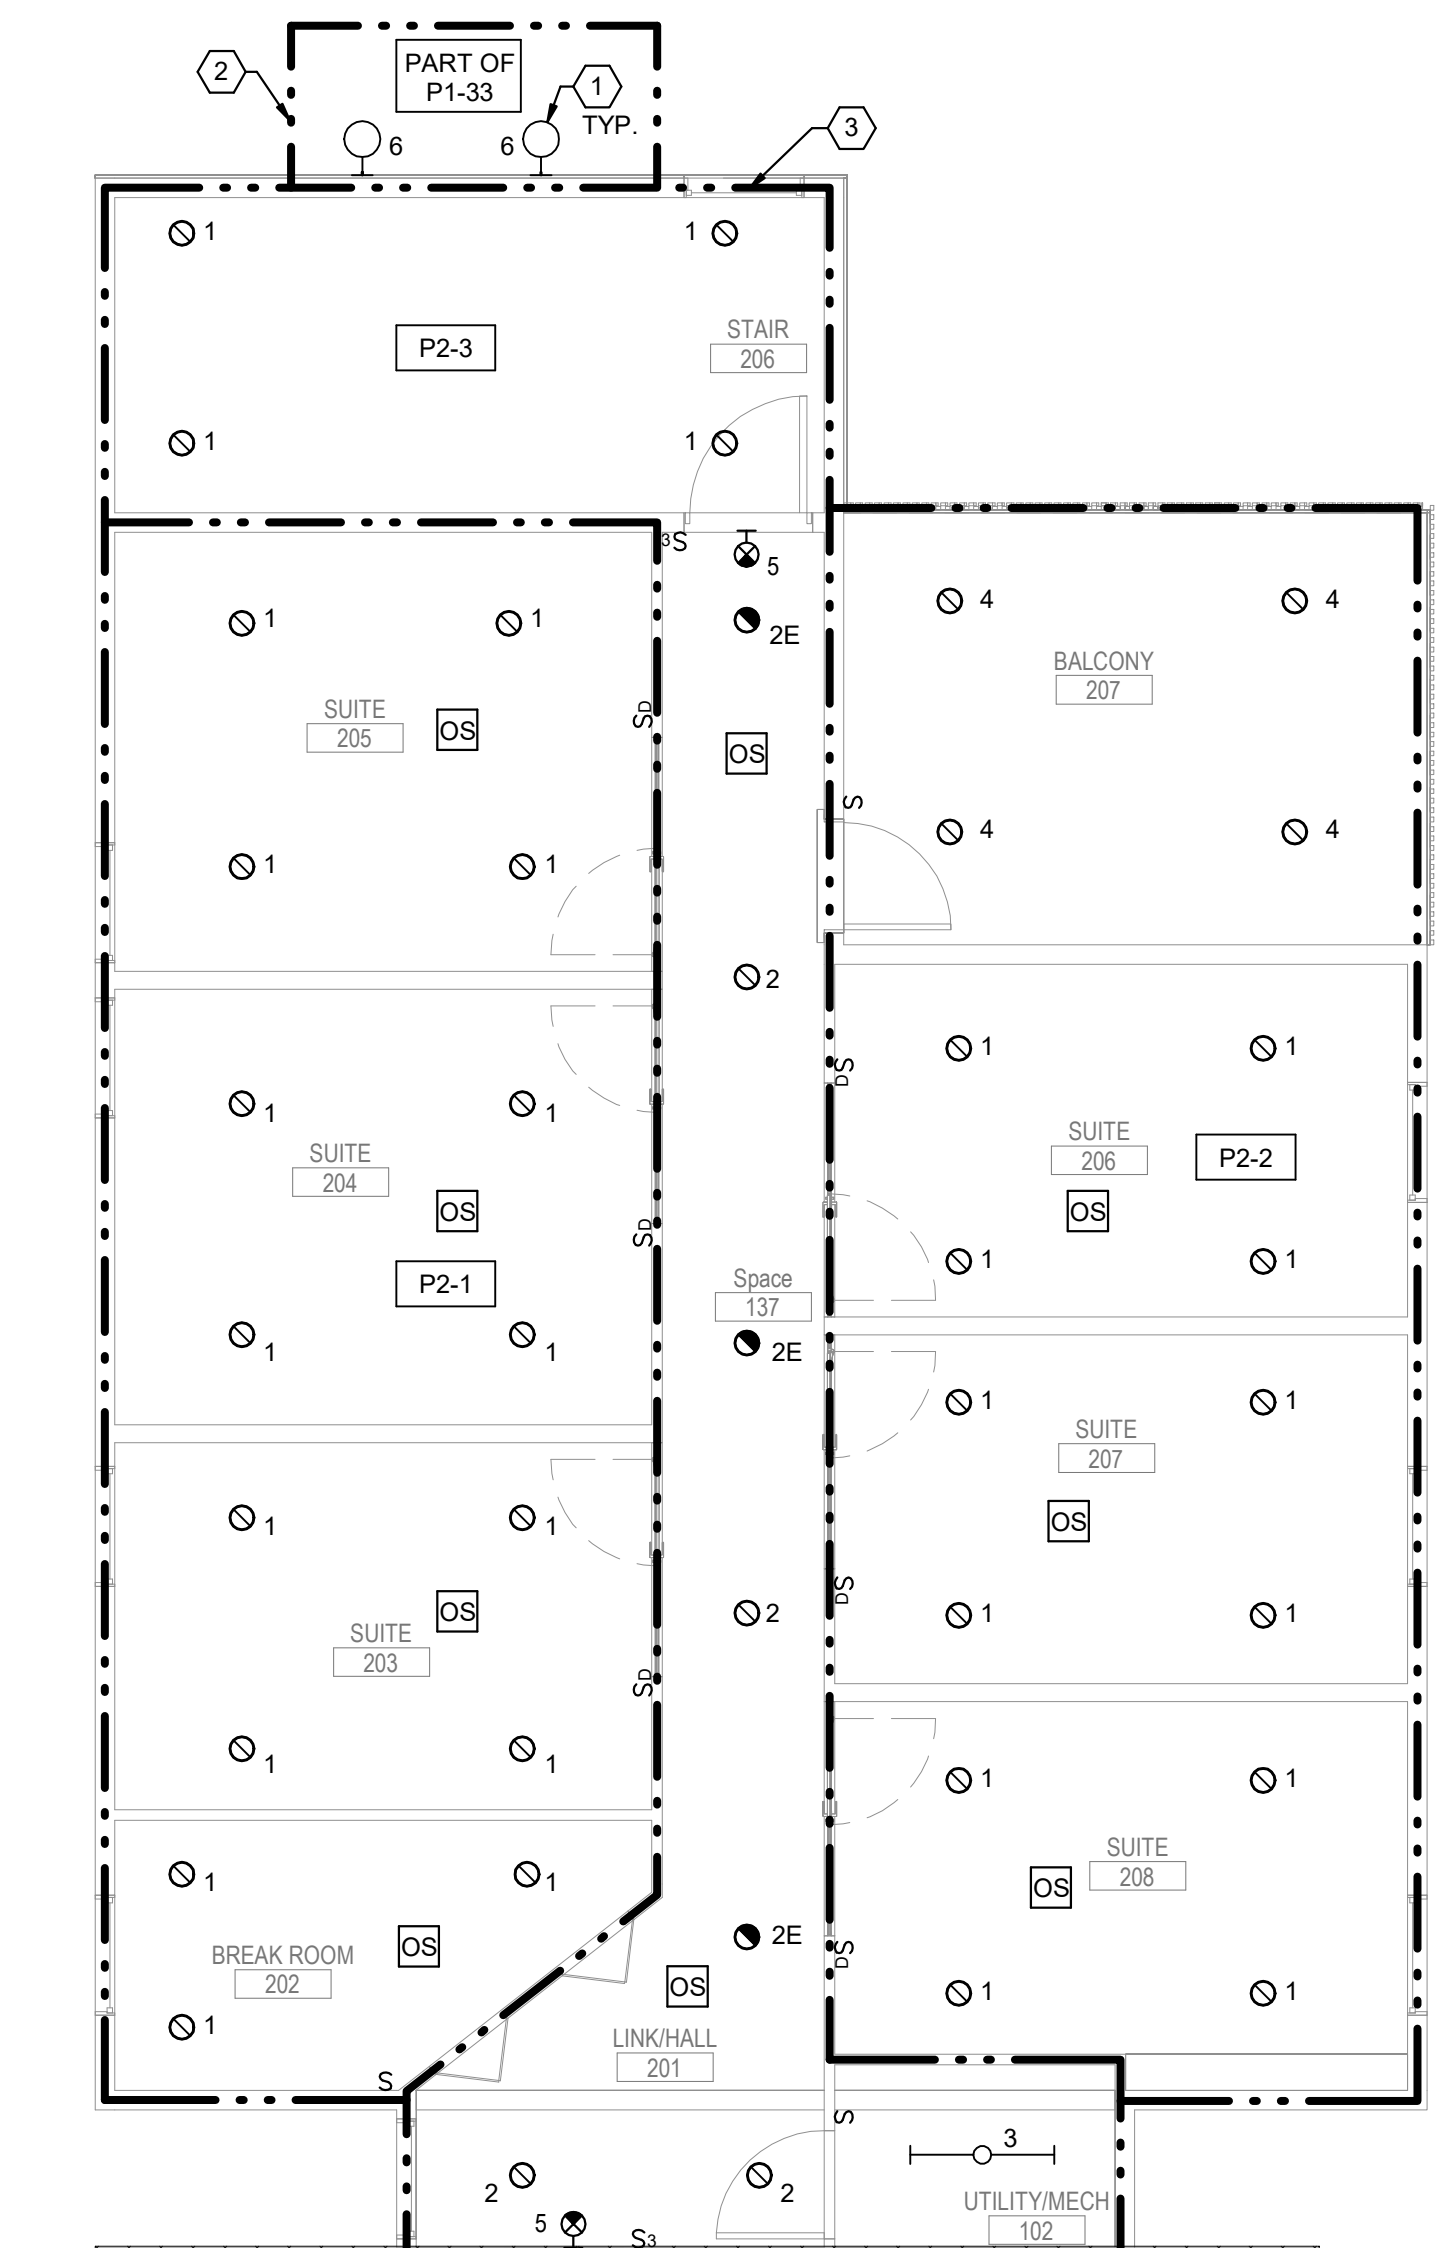 PART OF
P1-33
2
1
TYP.
3
6
6
1
1
STAIR
206
P2-3
1
1
3S
5
1
1
2E
4
4
BALCONY
207
SUITE
205
OS
SD
OS
S
4
4
1
1
2
SD
1
1
1
1
SUITE
206
P2-2
SUITE
204
OS
OS
SD
1
1
P2-1
Space
137
1
1
2E
1
1
SUITE
207
1
1
OS
SD
OS
2
1
1
SUITE
203
SD
1
1
1
1
1
1
SUITE
208
OS
2E
OS
SD
BREAK ROOM
202
OS
1
1
1
LINK/HALL
201
S
S
3
2
2
UTILITY/MECH
102
5
S3